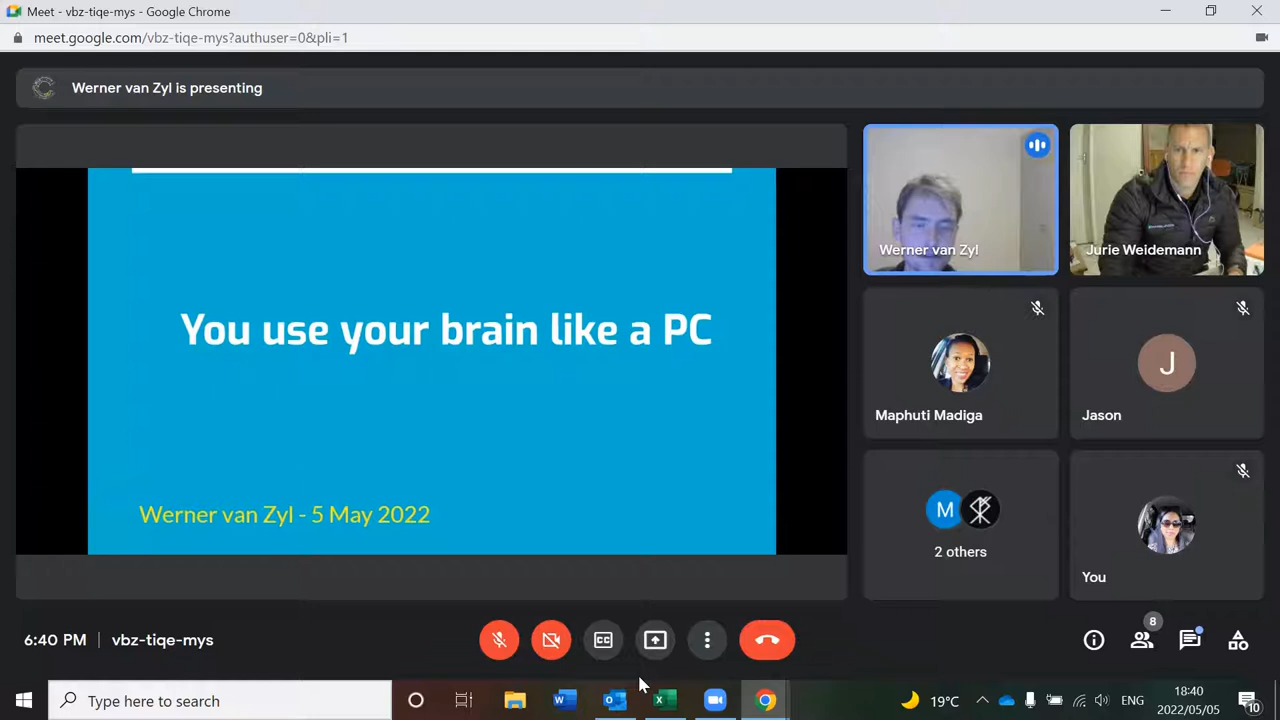 Meet - vbz-tiqe-mys - Google Chrome
meet.google.com/vbz-tiqe-mys?authuser=0&pli=1
Werner van Zyl is presenting
You use your brain like a PC
Werner van Zyl - 5 May 2022
Werner van Zyl
Jurie Weidemann
Maphuti Madiga
J
Jason
M
2 others
You
6:40 PM
vbz-tiqe-mys
CC
8
W
X
Type here to search
19°C
ENG
18:40
2022/05/05
10